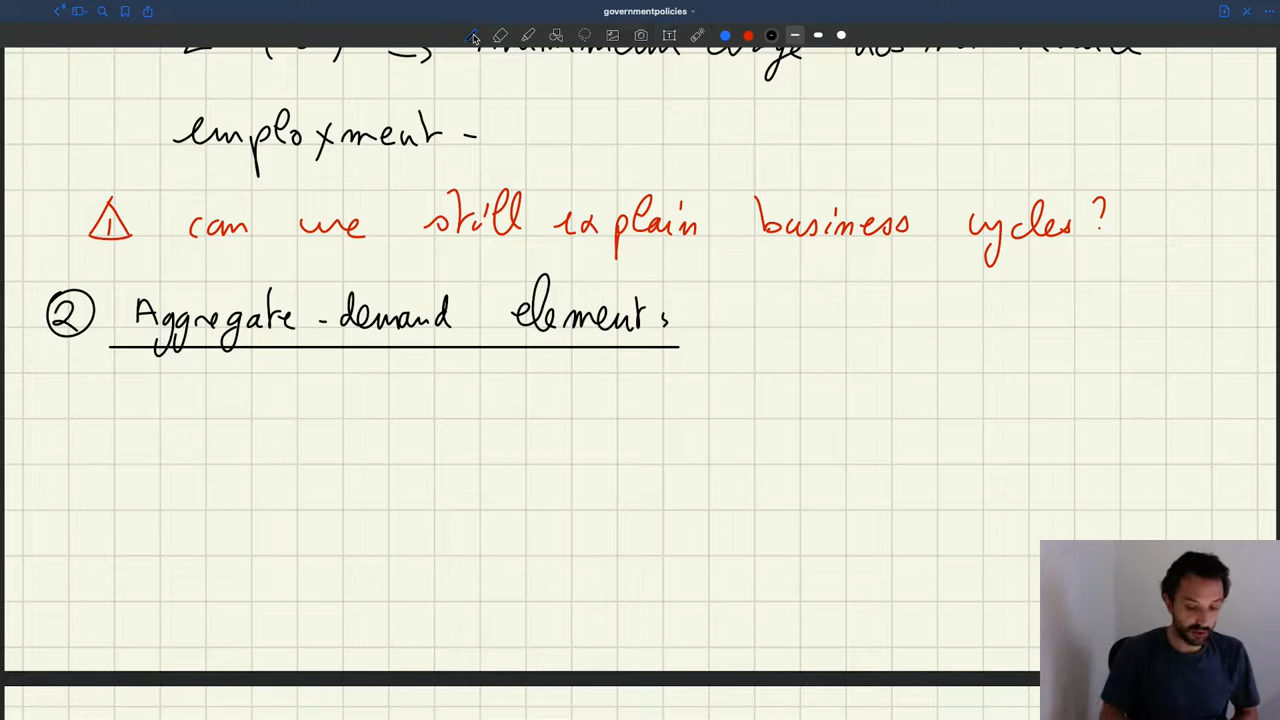 governmentpolicies
employment -
⚠ can we still explain business cycles?
② Aggregate-demand elements